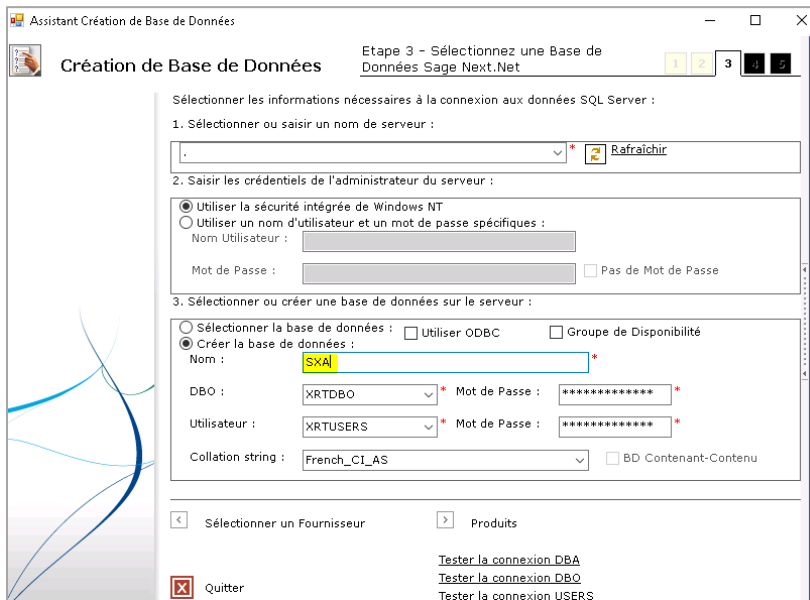 Assistant Création de Base de Données
Création de Base de Données
Etape 3 - Sélectionnez une Base de
Données Sage Next.Net
1 2 3 4 5
Sélectionner les informations nécessaires à la connexion aux données SQL Server :
1. Sélectionner ou saisir un nom de serveur :
. * Rafraîchir
2. Saisir les crédentiels de l'administrateur du serveur :
Utiliser la sécurité intégrée de Windows NT
Utiliser un nom d'utilisateur et un mot de passe spécifiques :
Nom Utilisateur :
Mot de Passe : Pas de Mot de Passe
3. Sélectionner ou créer une base de données sur le serveur :
Sélectionner la base de données : Utiliser ODBC Groupe de Disponibilité
Créer la base de données :
Nom : SXA *
DBO : XRTDBO * Mot de Passe : ************* *
Utilisateur : XRTUSERS * Mot de Passe : ************* *
Collation string : French_CI_AS BD Contenant-Contenu
< Sélectionner un Fournisseur > Produits
Tester la connexion DBA
Quitter Tester la connexion DBO
Tester la connexion USERS